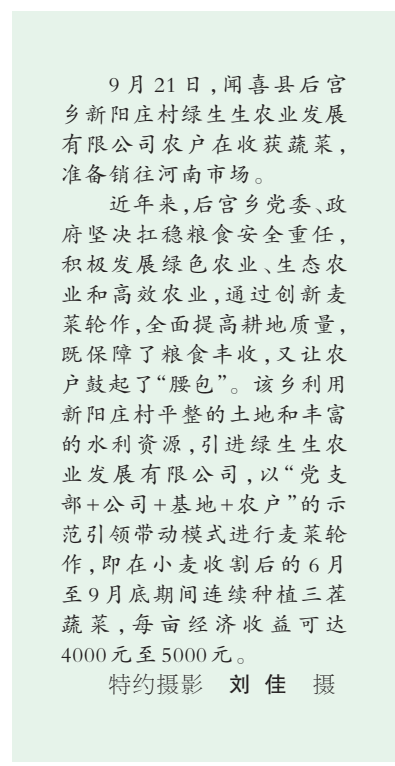 9月21日，闻喜县后宫
乡新阳庄村绿生生农业发展
有限公司农户在收获蔬菜，
准备销往河南市场。
近年来，后宫乡党委、政
府坚决扛稳粮食安全重任，
积极发展绿色农业、生态农
业和高效农业，通过创新麦
菜轮作，全面提高耕地质量，
既保障了粮食丰收，又让农
户鼓起了“腰包”。该乡利用
新阳庄村平整的土地和丰富
的水利资源，引进绿生生农
业发展有限公司，以“党支
部+公司+基地+农户”的示
范引领带动模式进行麦菜轮
作，即在小麦收割后的6月
至9月底期间连续种植三茬
蔬菜，每亩经济收益可达
4000元至5000元。
特约摄影 刘佳 摄